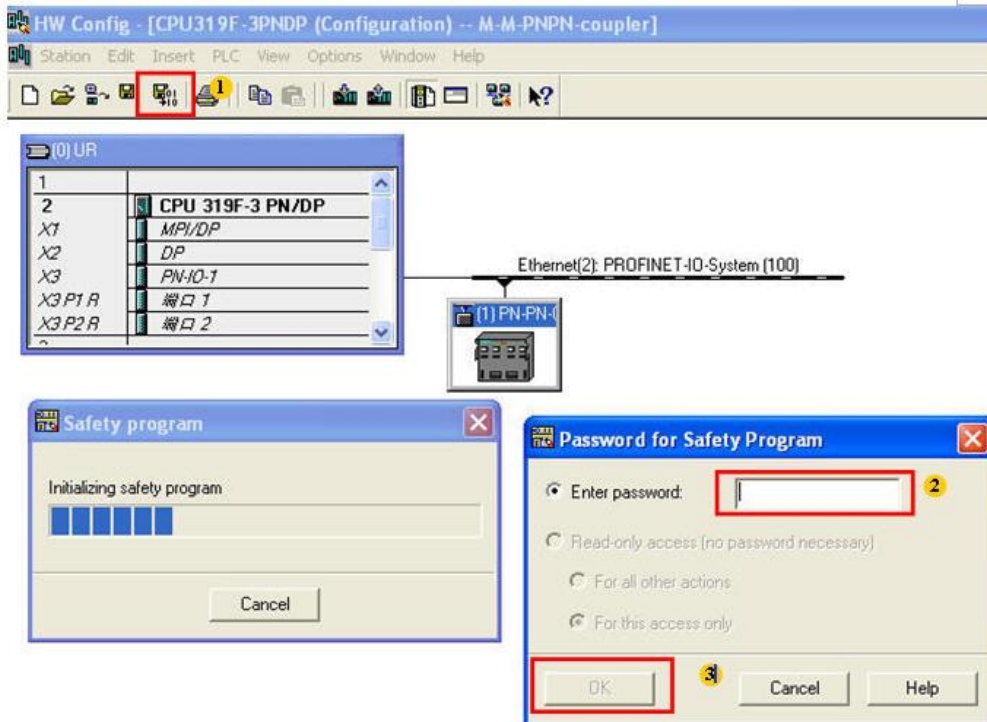 HW Config - [CPU319F-3PNDP (Configuration) -- M-M-PNPN-coupler]
Station Edit Insert PLC View Options Window Help
1
(0) UR
1
2 CPU 319F-3 PN/DP
X1 MPI/DP
X2 DP
X3 PN-IO-1
X3 P1 R 端口 1
X3 P2 R 端口 2
Ethernet(2): PROFINET-IO-System (100)
(1) PN-PN-
Safety program
Initializing safety program
Cancel
Password for Safety Program
Enter password: 2
Read-only access (no password necessary)
For all other actions
For this access only
OK 3 Cancel Help